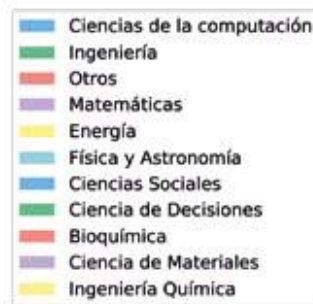 Ciencias de la computación
Ingeniería
Otros
Matemáticas
Energía
Física y Astronomía
Ciencias Sociales
Ciencia de Decisiones
Bioquímica
Ciencia de Materiales
Ingeniería Química